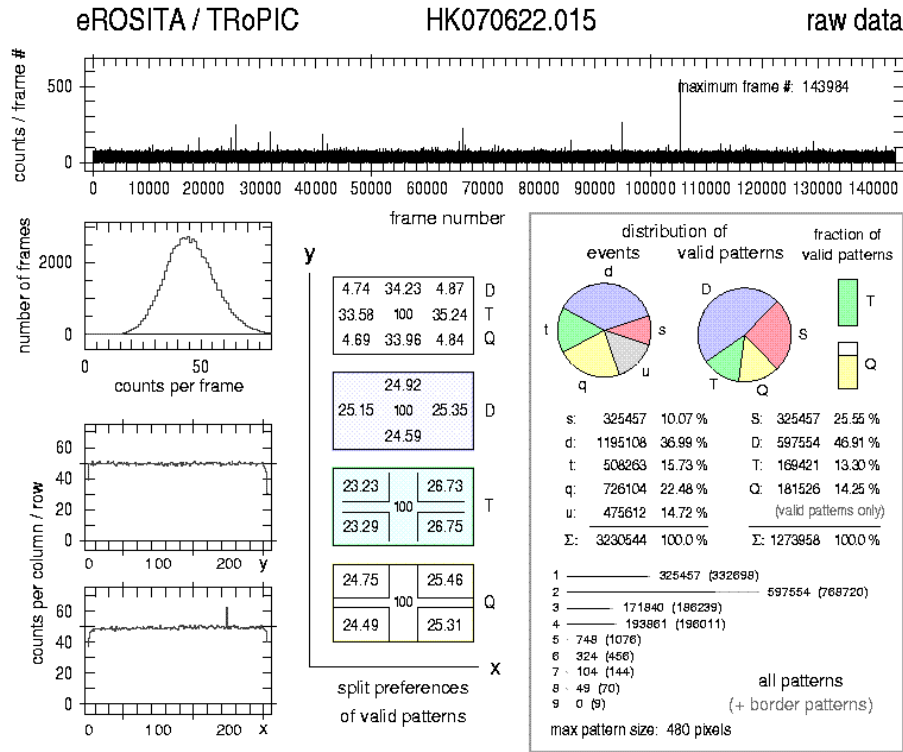 eROSITA / TRoPIC HK070622.015 raw data
counts / frame #
500
0
maximum frame #: 143984
0 10000 20000 30000 40000 50000 60000 70000 80000 90000 100000 110000 120000 130000 140000
frame number
number of frames
2000
0
0 50
counts per frame
counts per column / row
60
40
20
0
0 100 200 y
60
40
20
0
0 100 200 x
y
4.74 34.23 4.87 D
33.58 100 35.24 T
4.69 33.96 4.84 Q
24.92
25.15 100 25.35 D
24.59
23.23 26.73
100 T
23.29 26.75
24.75 25.46
100 Q
24.49 25.31
x
split preferences
of valid patterns
distribution of
events valid patterns
fraction of
valid patterns
d
t s
q u
D
S
T Q
T
Q
s: 325457 10.07 % S: 325457 25.55 %
d: 1195108 36.99 % D: 597554 46.91 %
t: 508263 15.73 % T: 169421 13.30 %
q: 726104 22.48 % Q: 181526 14.25 %
u: 475612 14.72 % (valid patterns only)
Σ: 3230544 100.0 % Σ: 1273958 100.0 %
1 325457 (332698)
2 597554 (768720)
3 171840 (186239)
4 193861 (196011)
5 748 (1076)
6 324 (456)
7 104 (144)
8 49 (70)
9 0 (9)
all patterns
(+ border patterns)
max pattern size: 480 pixels